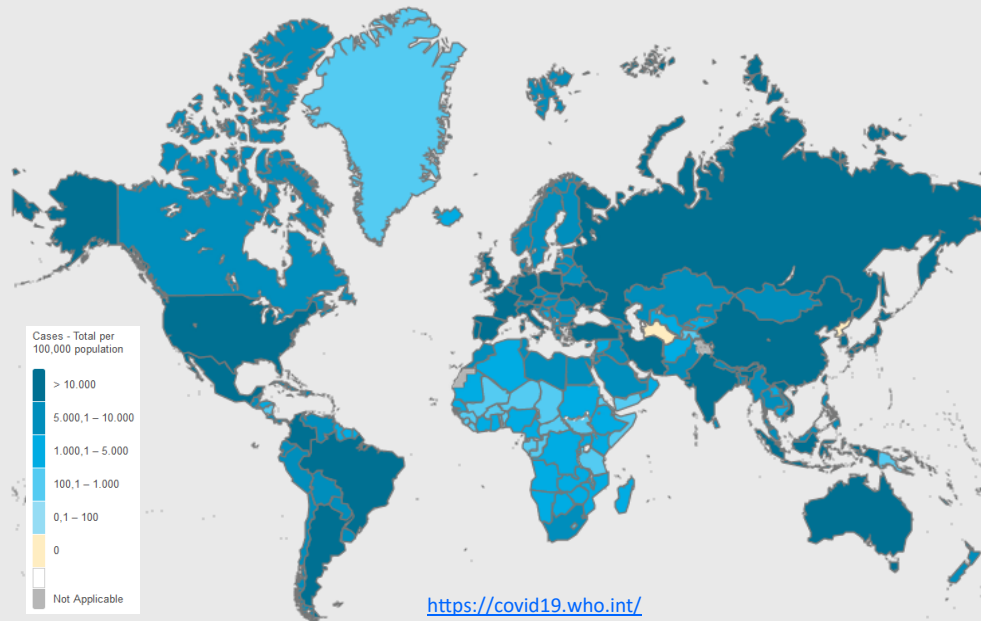 Cases - Total per
100,000 population
> 10.000
5.000,1 – 10.000
1.000,1 – 5.000
100,1 – 1.000
0,1 – 100
0
Not Applicable
https://covid19.who.int/